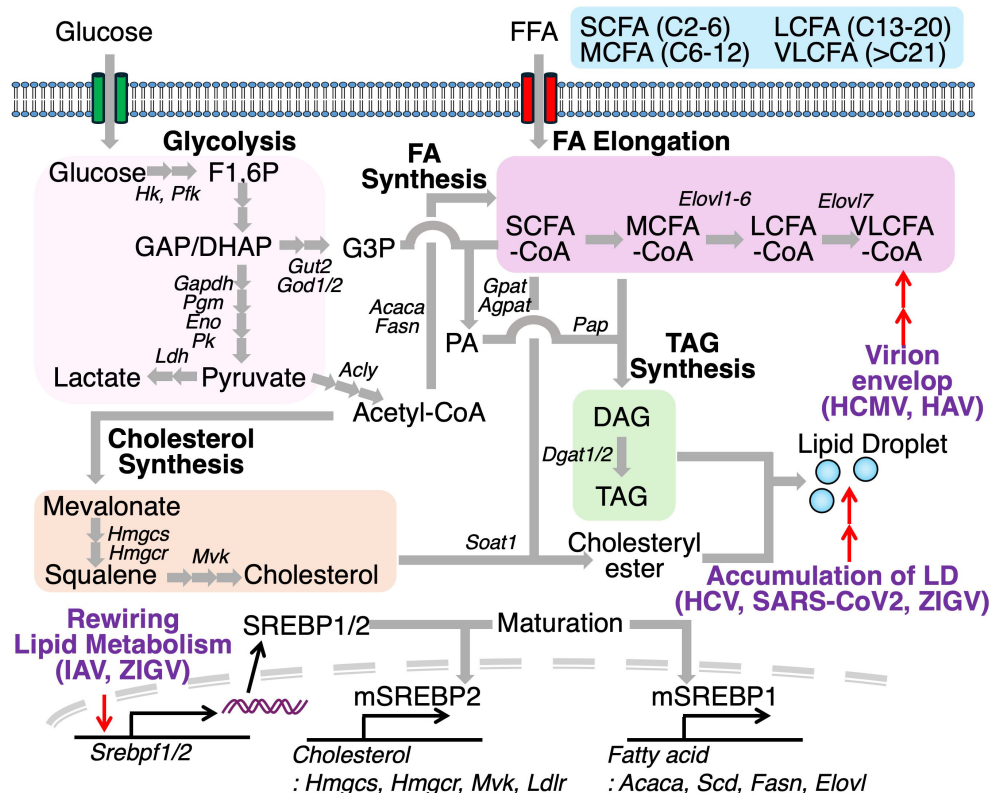 Glucose
FFA
SCFA (C2-6)
LCFA (C13-20)
MCFA (C6-12)
VLCFA (>C21)
Glycolysis
FA
Synthesis
FA Elongation
Glucose
F1,6P
Hk, Pfk
GAP/DHAP
G3P
Gut2
God1/2
Gapdh
Pgm
Eno
Pk
Ldh
Lactate
Pyruvate
Acly
Acetyl-CoA
Acaca
Fasn
SCFA
-CoA
MCFA
-CoA
LCFA
-CoA
VLCFA
-CoA
Elovl1-6
Elovl7
Gpat
Agpat
PA
Pap
TAG
Synthesis
Virion
envelop
(HCMV, HAV)
DAG
Dgat1/2
TAG
Lipid Droplet
Cholesterol
Synthesis
Mevalonate
Hmgcs
Hmgcr
Mvk
Squalene
Cholesterol
Soat1
Cholesteryl
ester
Accumulation of LD
(HCV, SARS-CoV2, ZIGV)
Rewiring
Lipid Metabolism
(IAV, ZIGV)
SREBP1/2
Maturation
mSREBP2
mSREBP1
Srebpf1/2
Cholesterol
: Hmgcs, Hmgcr, Mvk, Ldlr
Fatty acid
: Acaca, Scd, Fasn, Elovl